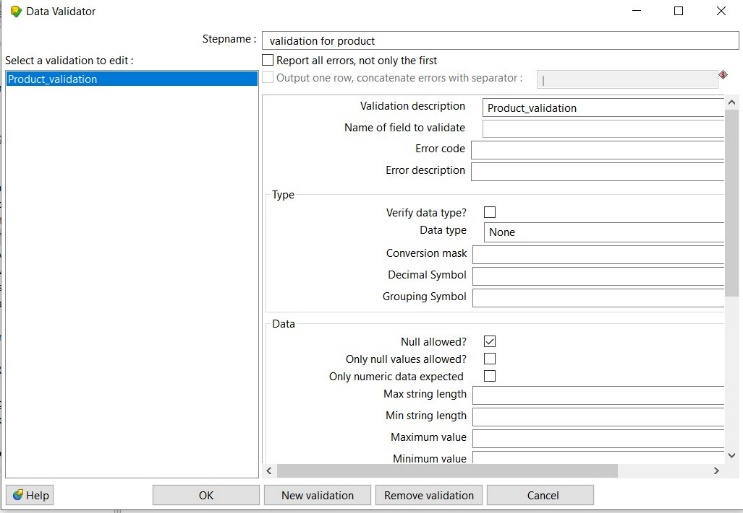 Data Validator
Stepname : validation for product
Select a validation to edit :
Report all errors, not only the first
Product_validation
Output one row, concatenate errors with separator : |
Validation description Product_validation
Name of field to validate
Error code
Error description
Type
Verify data type?
Data type None
Conversion mask
Decimal Symbol
Grouping Symbol
Data
Null allowed?
Only null values allowed?
Only numeric data expected
Max string length
Min string length
Maximum value
Minimum value
Help OK New validation Remove validation Cancel